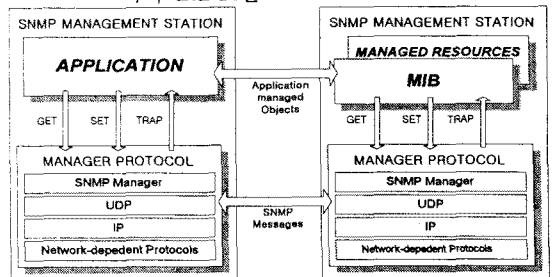 SNMP MANAGEMENT STATION
APPLICATION
GET SET TRAP
MANAGER PROTOCOL
SNMP Manager
UDP
IP
Network-depedent Protocols
Application
managed
Objects
SNMP
Messages
SNMP MANAGEMENT STATION
MANAGED RESOURCES
MIB
GET SET TRAP
MANAGER PROTOCOL
SNMP Manager
UDP
IP
Network-depedent Protocols